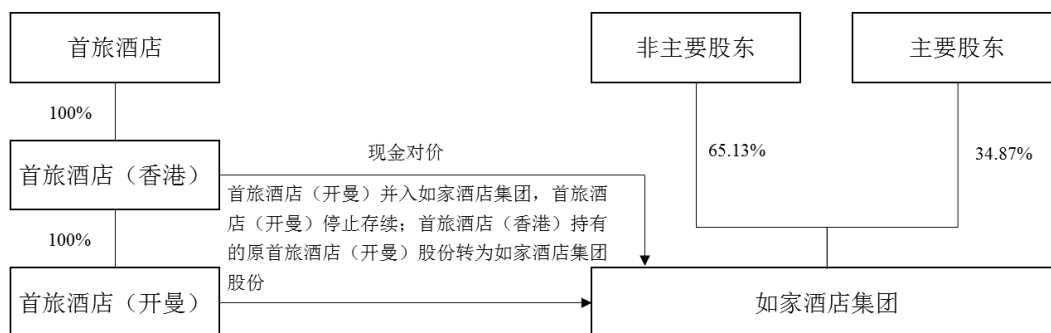 首旅酒店
非主要股东
主要股东
100%
首旅酒店（香港）
现金对价
65.13%
34.87%
首旅酒店（开曼）并入如家酒店集团，首旅酒
店（开曼）停止存续；首旅酒店（香港）持有
的原首旅酒店（开曼）股份转为如家酒店集团
股份
100%
首旅酒店（开曼）
如家酒店集团